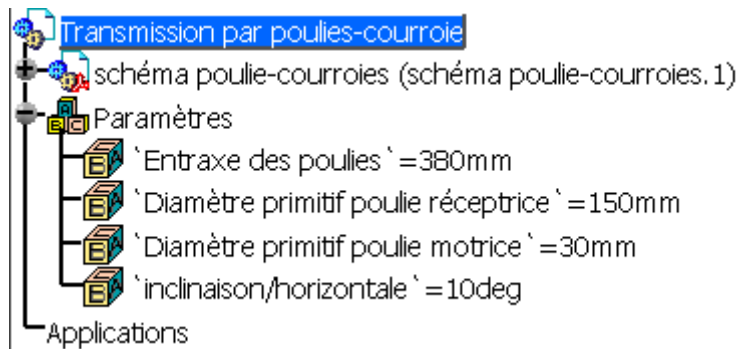 Transmission par poulies-courroie
schéma poulie-courroies (schéma poulie-courroies.1)
Paramètres
`Entraxe des poulies`=380mm
`Diamètre primitif poulie réceptrice`=150mm
`Diamètre primitif poulie motrice`=30mm
`inclinaison/horizontale`=10deg
Applications